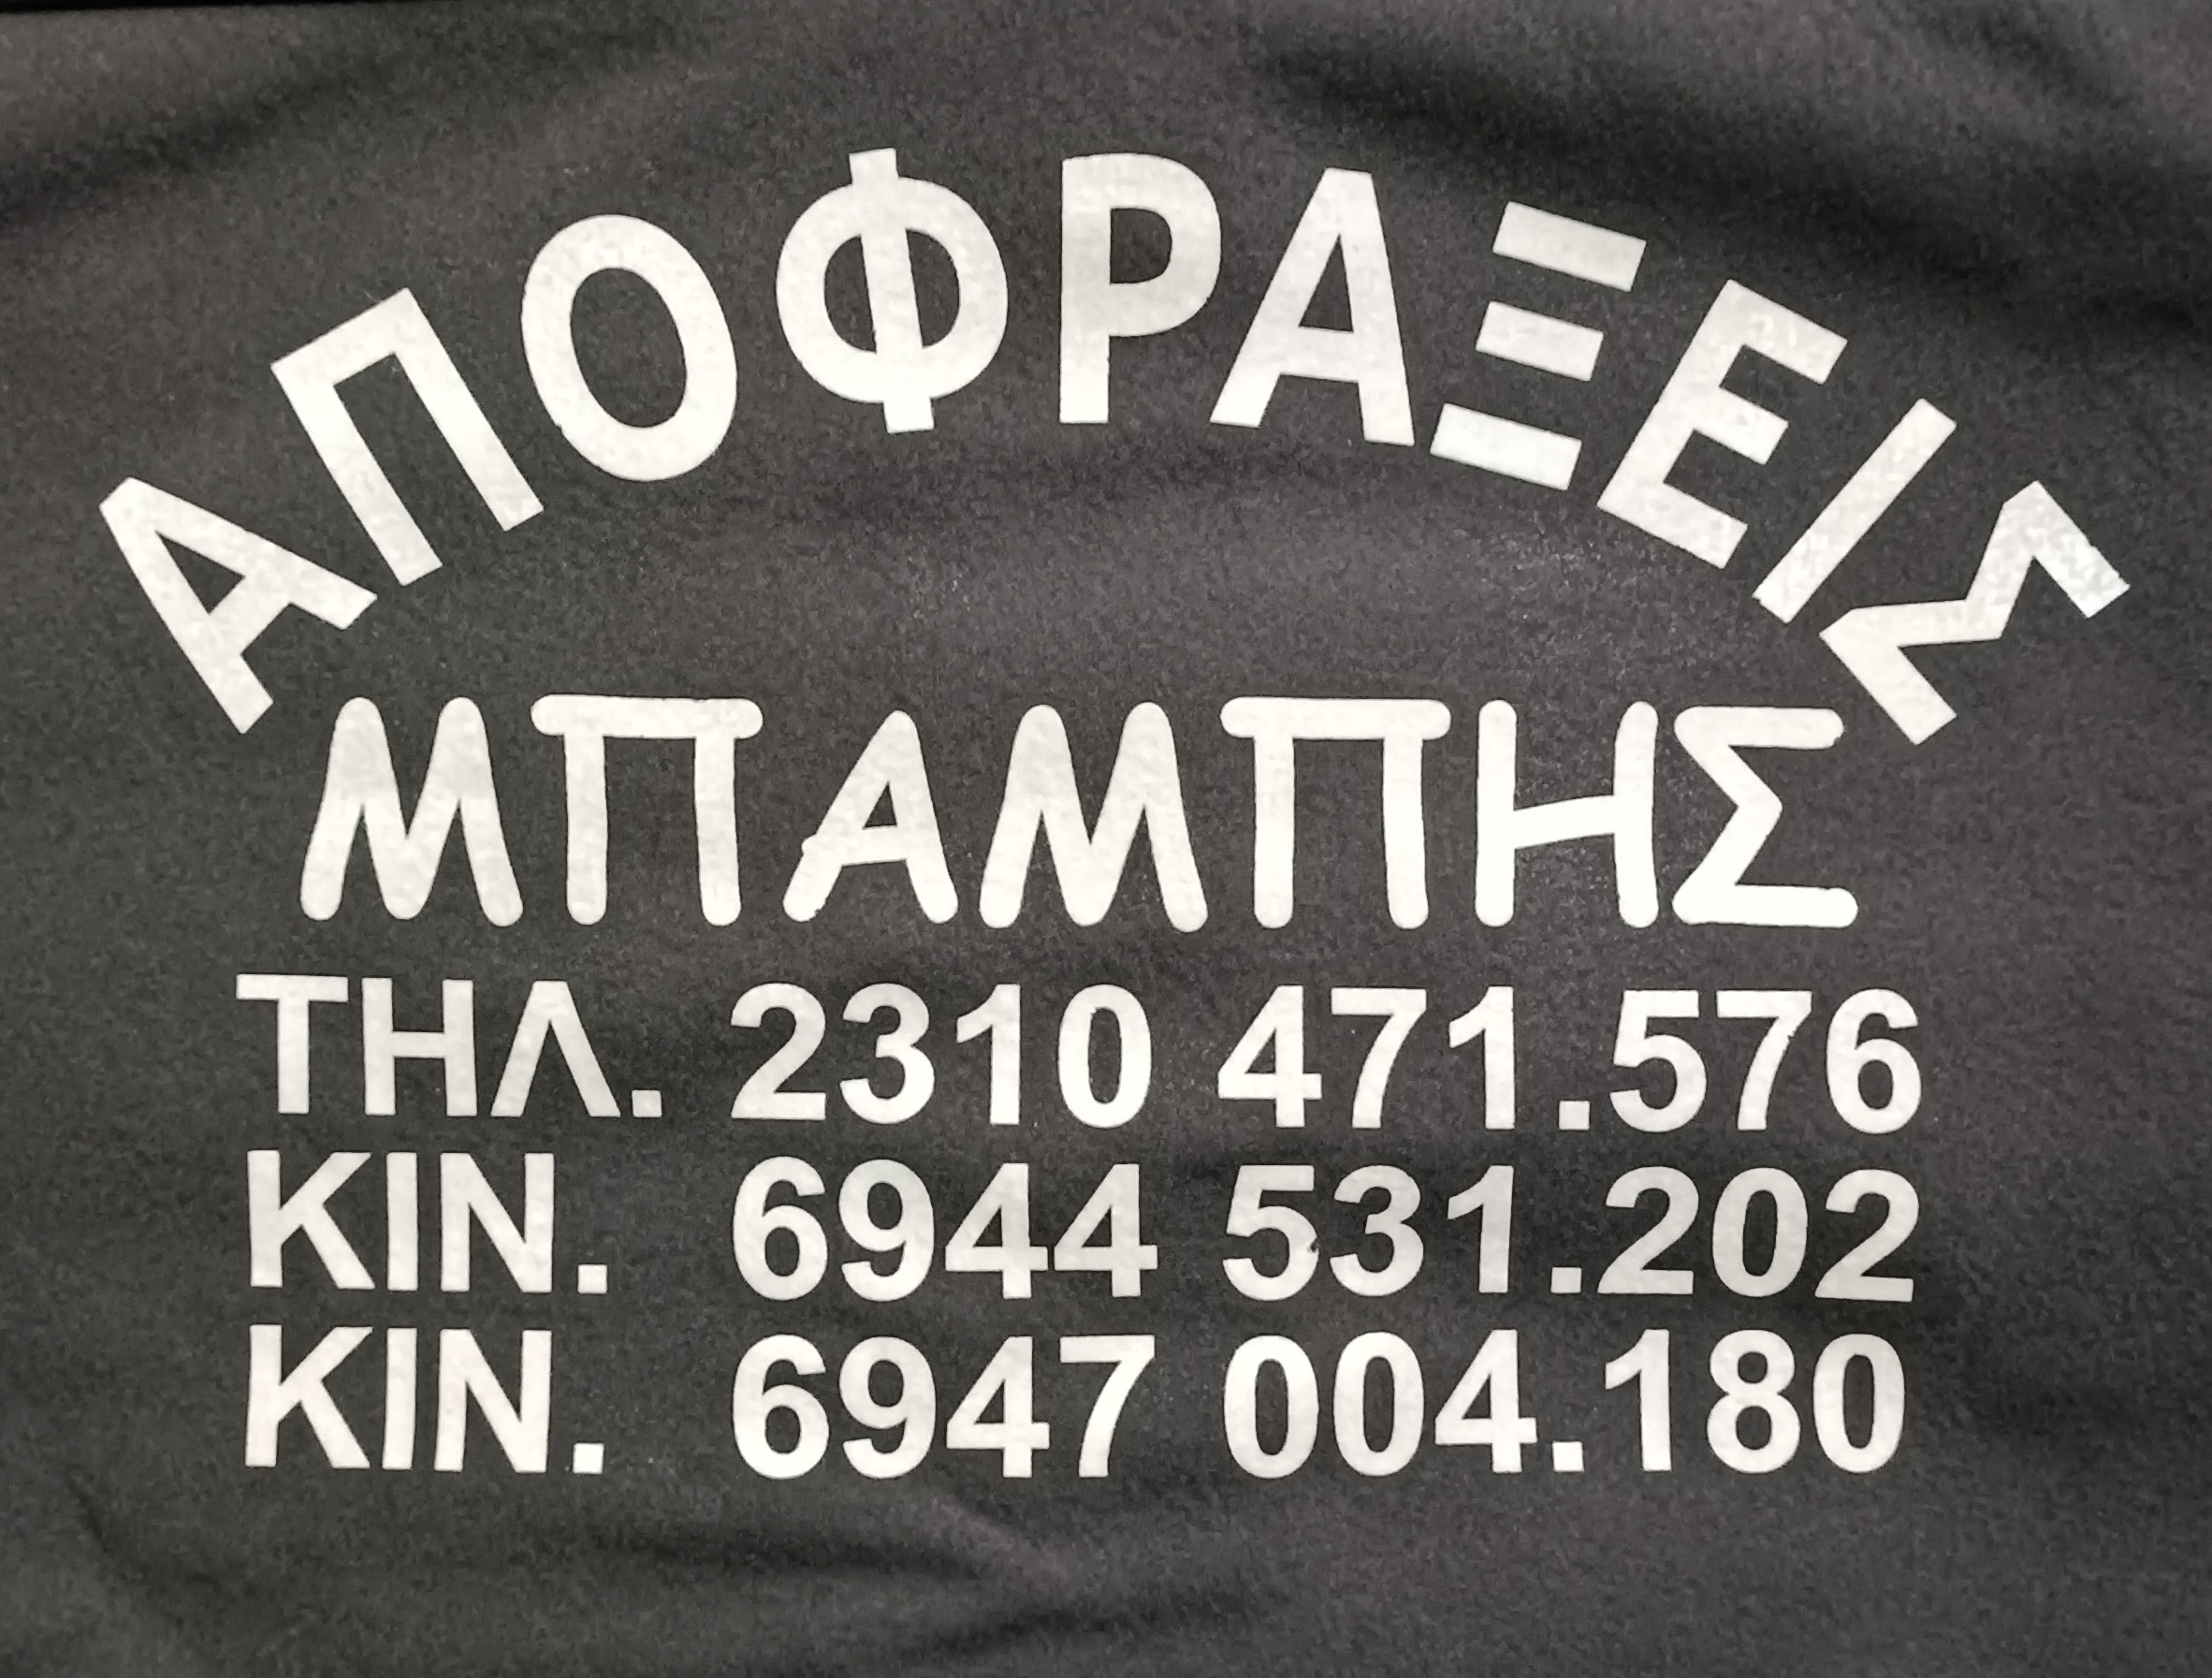 ΑΠΟΦΡΑΞΕΙΣ
ΜΠΑΜΠΗΣ
ΤΗΛ. 2310 471.576
ΚΙΝ. 6944 531.202
ΚΙΝ. 6947 004.180